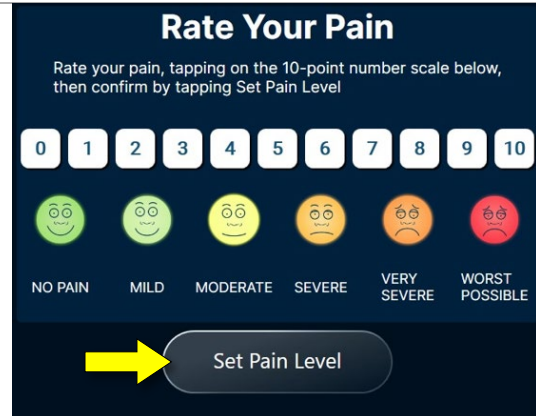 Rate Your Pain
Rate your pain, tapping on the 10-point number scale below,
then confirm by tapping Set Pain Level
0 1 2 3 4 5 6 7 8 9 10
NO PAIN MILD MODERATE SEVERE VERY SEVERE WORST POSSIBLE
Set Pain Level